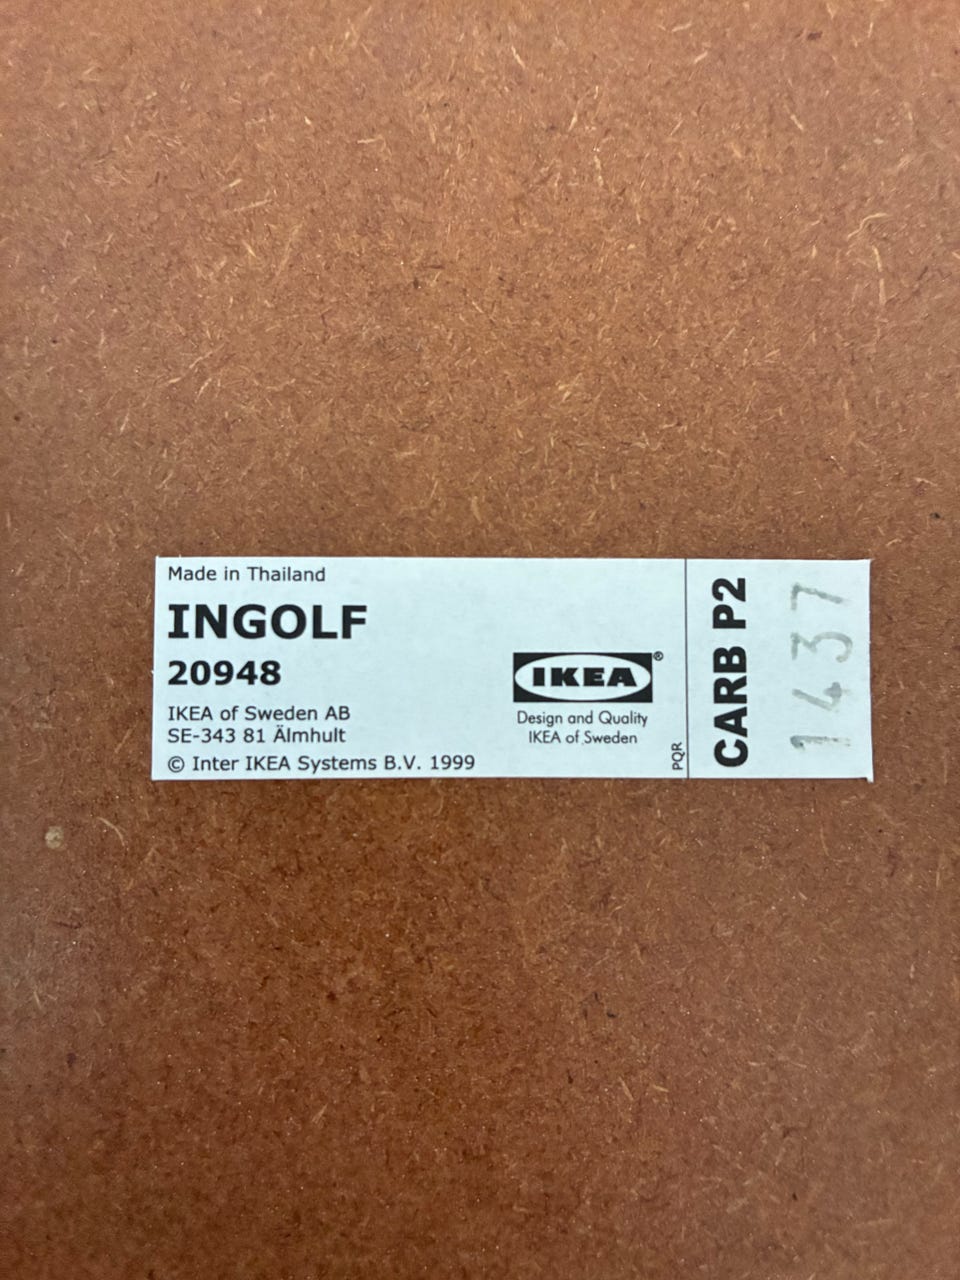 Made in Thailand
INGOLF
20948
IKEA of Sweden AB
SE-343 81 Älmhult
© Inter IKEA Systems B.V. 1999
IKEA®
Design and Quality
IKEA of Sweden
PQR
CARB P2
1437